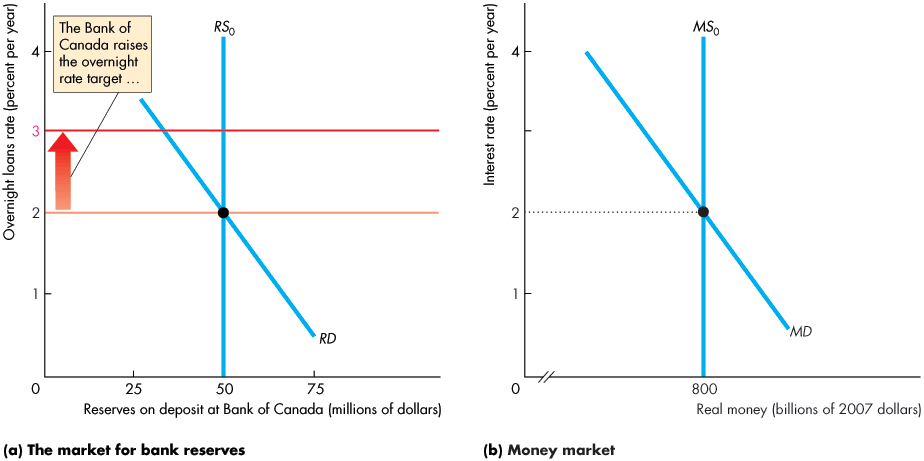 Overnight loans rate (percent per year)
The Bank of
Canada raises
the overnight
rate target …
RS0
4
3
2
1
0
RD
25
50
75
Reserves on deposit at Bank of Canada (millions of dollars)
(a) The market for bank reserves
Interest rate (percent per year)
MS0
4
2
1
0
MD
800
Real money (billions of 2007 dollars)
(b) Money market